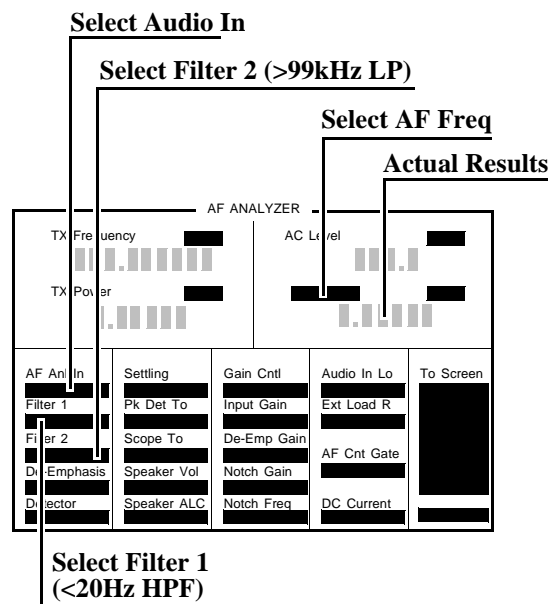 Select Audio In
Select Filter 2 (>99kHz LP)
Select AF Freq
Actual Results
AF ANALYZER
TX Frequency
AC Level
TX Power
AF Anl In
Settling
Gain Cntl
Audio In Lo
To Screen
Filter 1
Pk Det To
Input Gain
Ext Load R
Filter 2
Scope To
De-Emp Gain
AF Cnt Gate
De-Emphasis
Speaker Vol
Notch Gain
Detector
Speaker ALC
Notch Freq
DC Current
Select Filter 1
(<20Hz HPF)